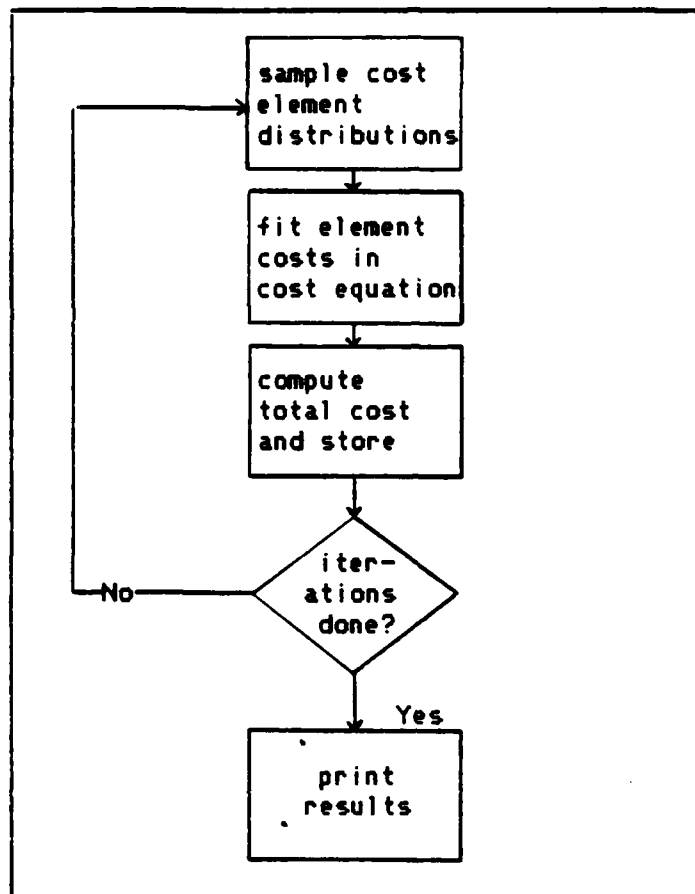 sample cost
element
distributions
fit element
costs in
cost equation
compute
total cost
and store
iter-
ations
done?
No
Yes
print
results